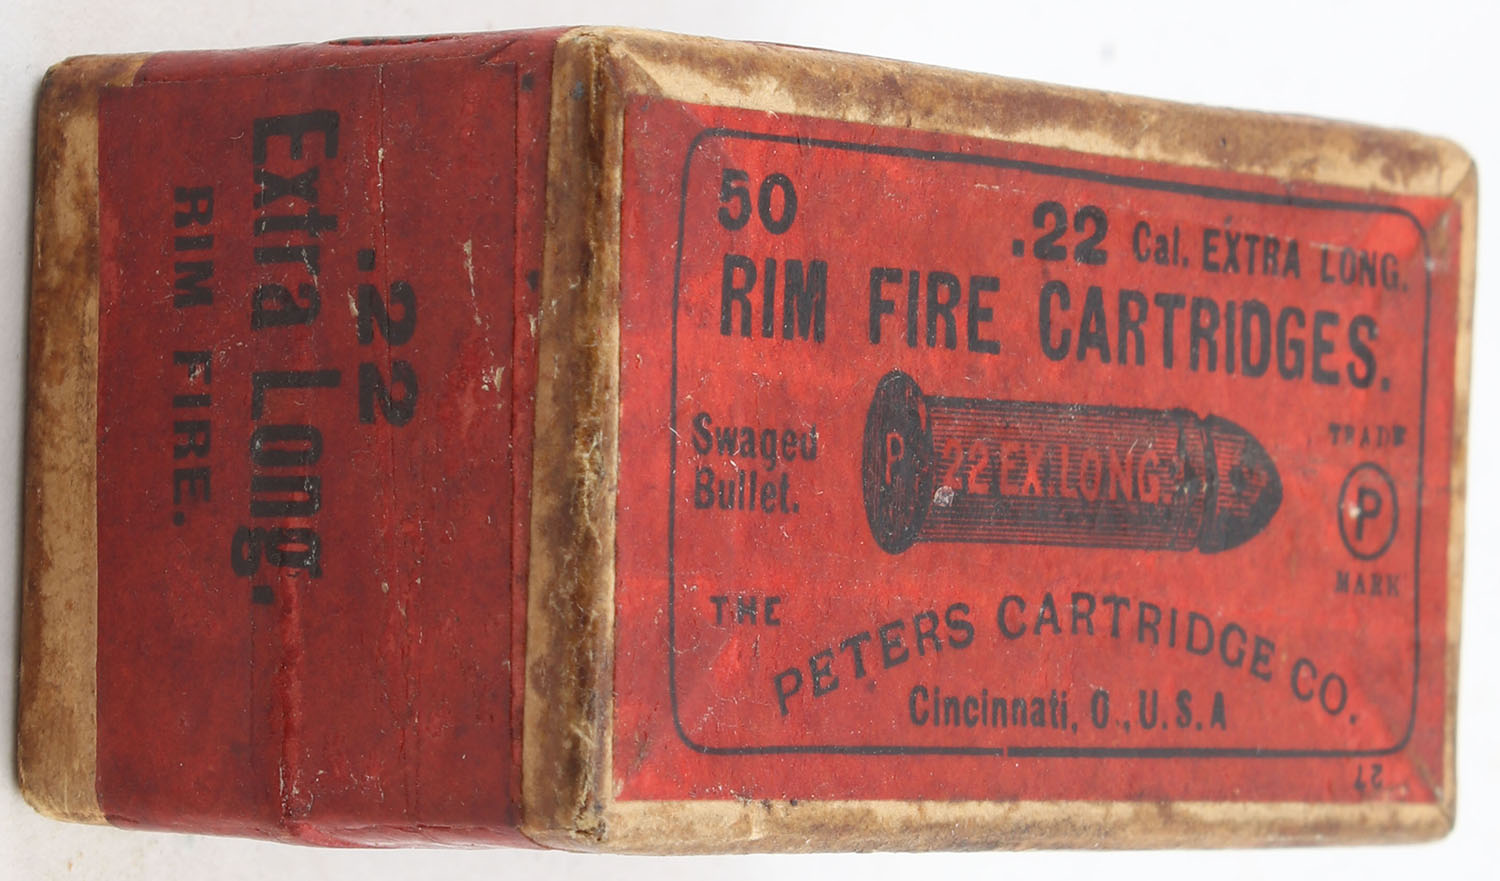 50 .22 Cal. EXTRA LONG.
RIM FIRE CARTRIDGES.
Swaged
Bullet.
P
22 EX. LONG.
TRADE
P
MARK
THE
PETERS CARTRIDGE CO.
Cincinnati, O., U.S.A
27
.22
Extra Long.
RIM FIRE.